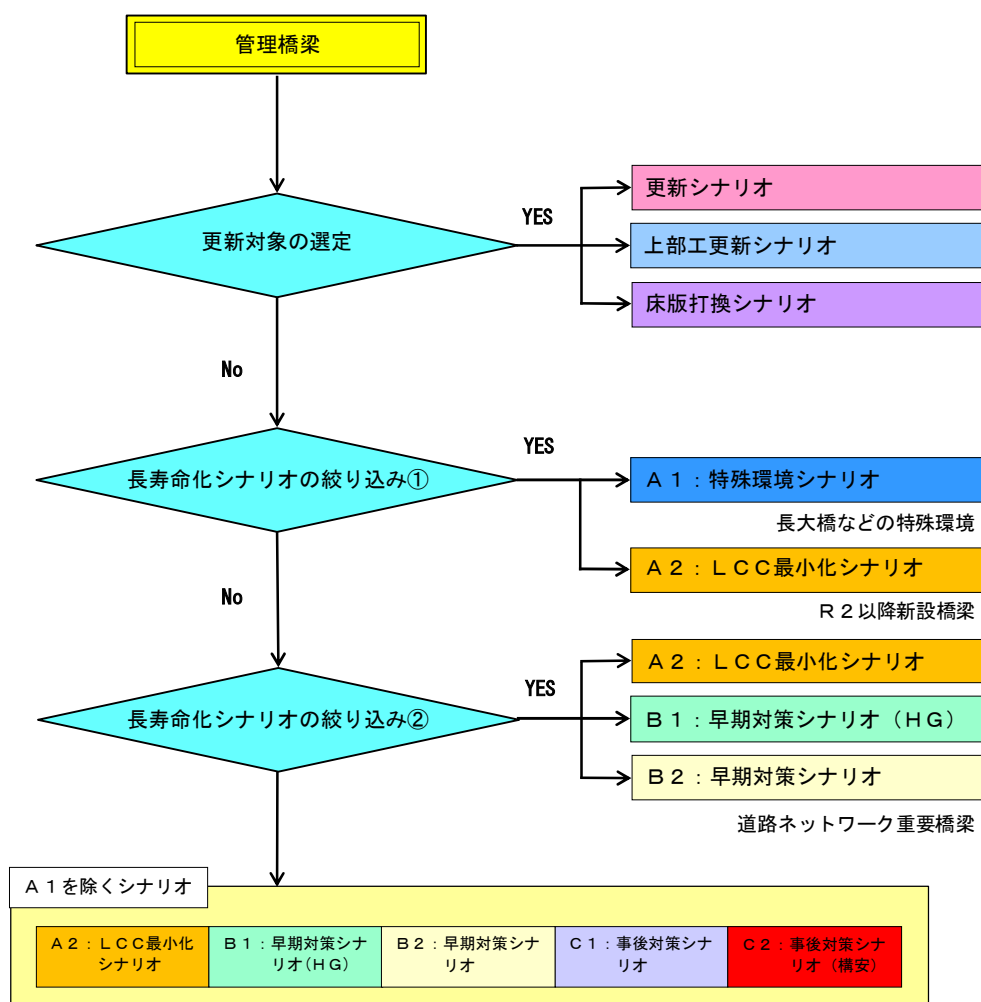 管理橋梁
更新対象の選定
YES
更新シナリオ
上部工更新シナリオ
床版打換シナリオ
No
長寿命化シナリオの絞り込み①
YES
A1：特殊環境シナリオ
長大橋などの特殊環境
A2：LCC最小化シナリオ
R2以降新設橋梁
No
長寿命化シナリオの絞り込み②
YES
A2：LCC最小化シナリオ
B1：早期対策シナリオ（HG）
B2：早期対策シナリオ
道路ネットワーク重要橋梁
A1を除くシナリオ
A2：LCC最小化
シナリオ
B1：早期対策シナ
リオ(HG)
B2：早期対策シナ
リオ
C1：事後対策シナ
リオ
C2：事後対策シナ
リオ（構安）